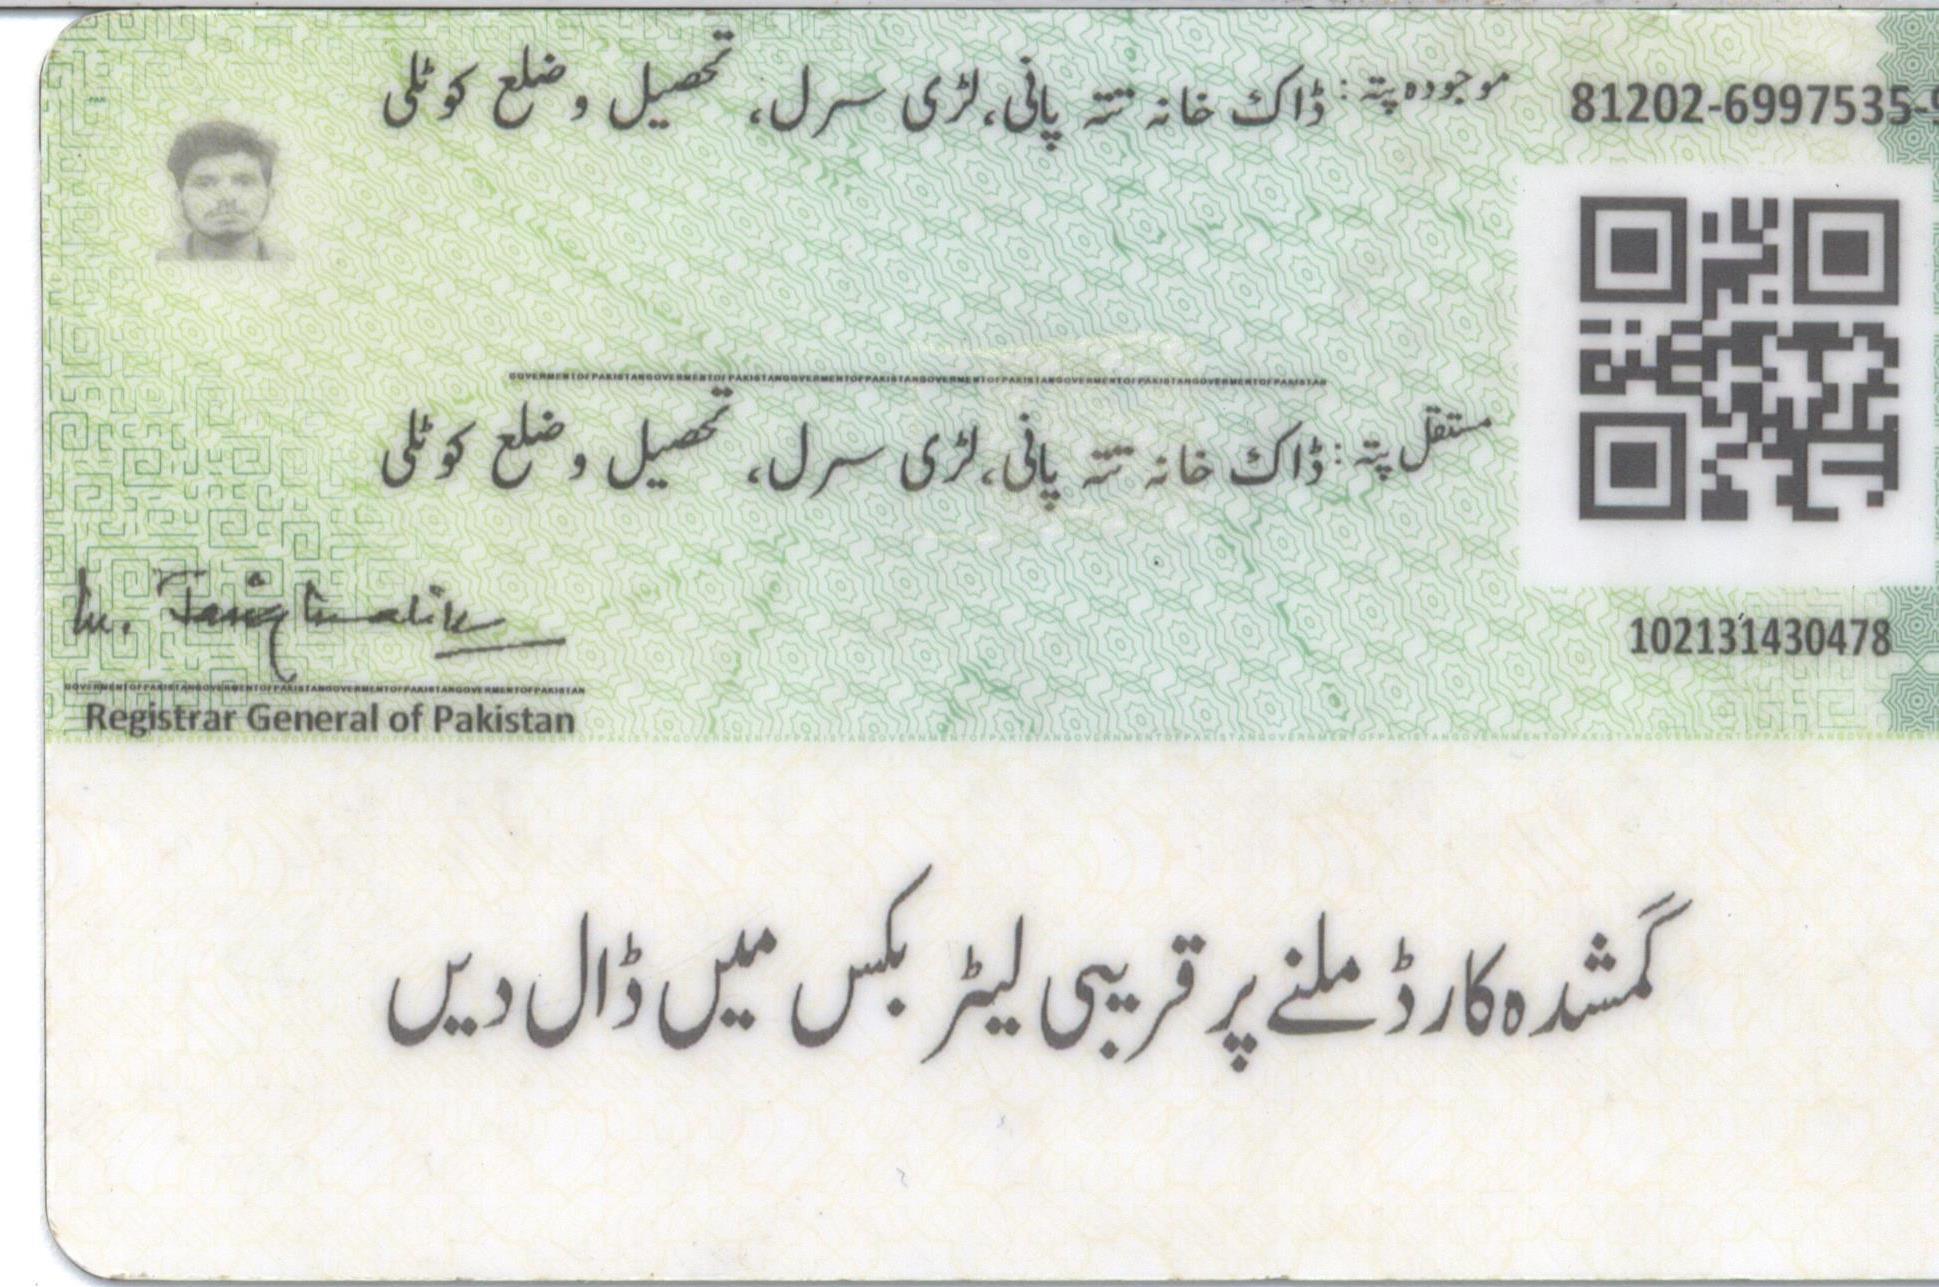 موجودہ پتہ : ڈاک خانہ تتہ پانی، لڑی سرل، تحصیل و ضلع کوٹلی
81202-6997535-9
GOVERMENTOFPAKISTANGOVERMENTOFPAKISTANGOVERMENTOFPAKISTANGOVERMENTOFPAKISTANGOVERMENTOFPAKISTANGOVERMENTOFPAKISTAN
مستقل پتہ : ڈاک خانہ تتہ پانی، لڑی سرل، تحصیل و ضلع کوٹلی
102131430478
GOVERMENTOFPAKISTANGOVERMENTOFPAKISTANGOVERMENTOFPAKISTANGOVERMENTOFPAKISTAN
Registrar General of Pakistan
گمشدہ کارڈ ملنے پر قریبی لیٹر بکس میں ڈال دیں